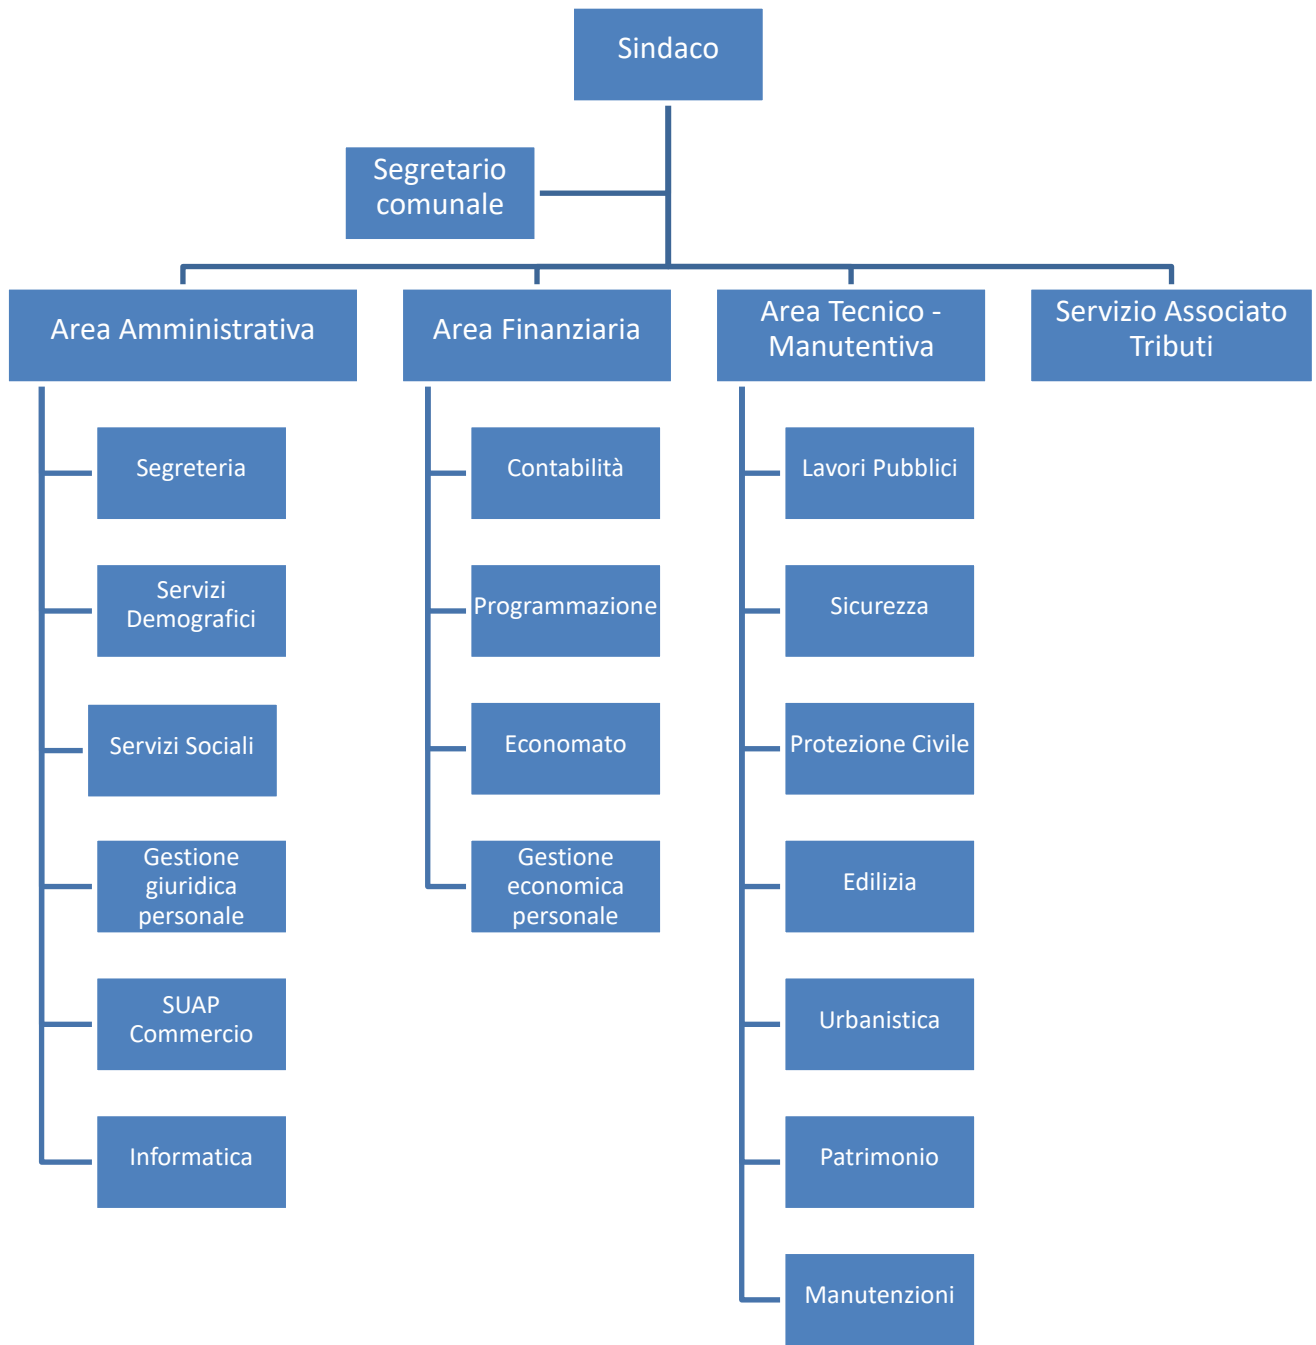 Sindaco
Segretario
comunale
Area Amministrativa
Area Finanziaria
Area Tecnico -
Manutentiva
Servizio Associato
Tributi
Segreteria
Servizi
Demografici
Servizi Sociali
Gestione
giuridica
personale
SUAP
Commercio
Informatica
Contabilità
Programmazione
Economato
Gestione
economica
personale
Lavori Pubblici
Sicurezza
Protezione Civile
Edilizia
Urbanistica
Patrimonio
Manutenzioni